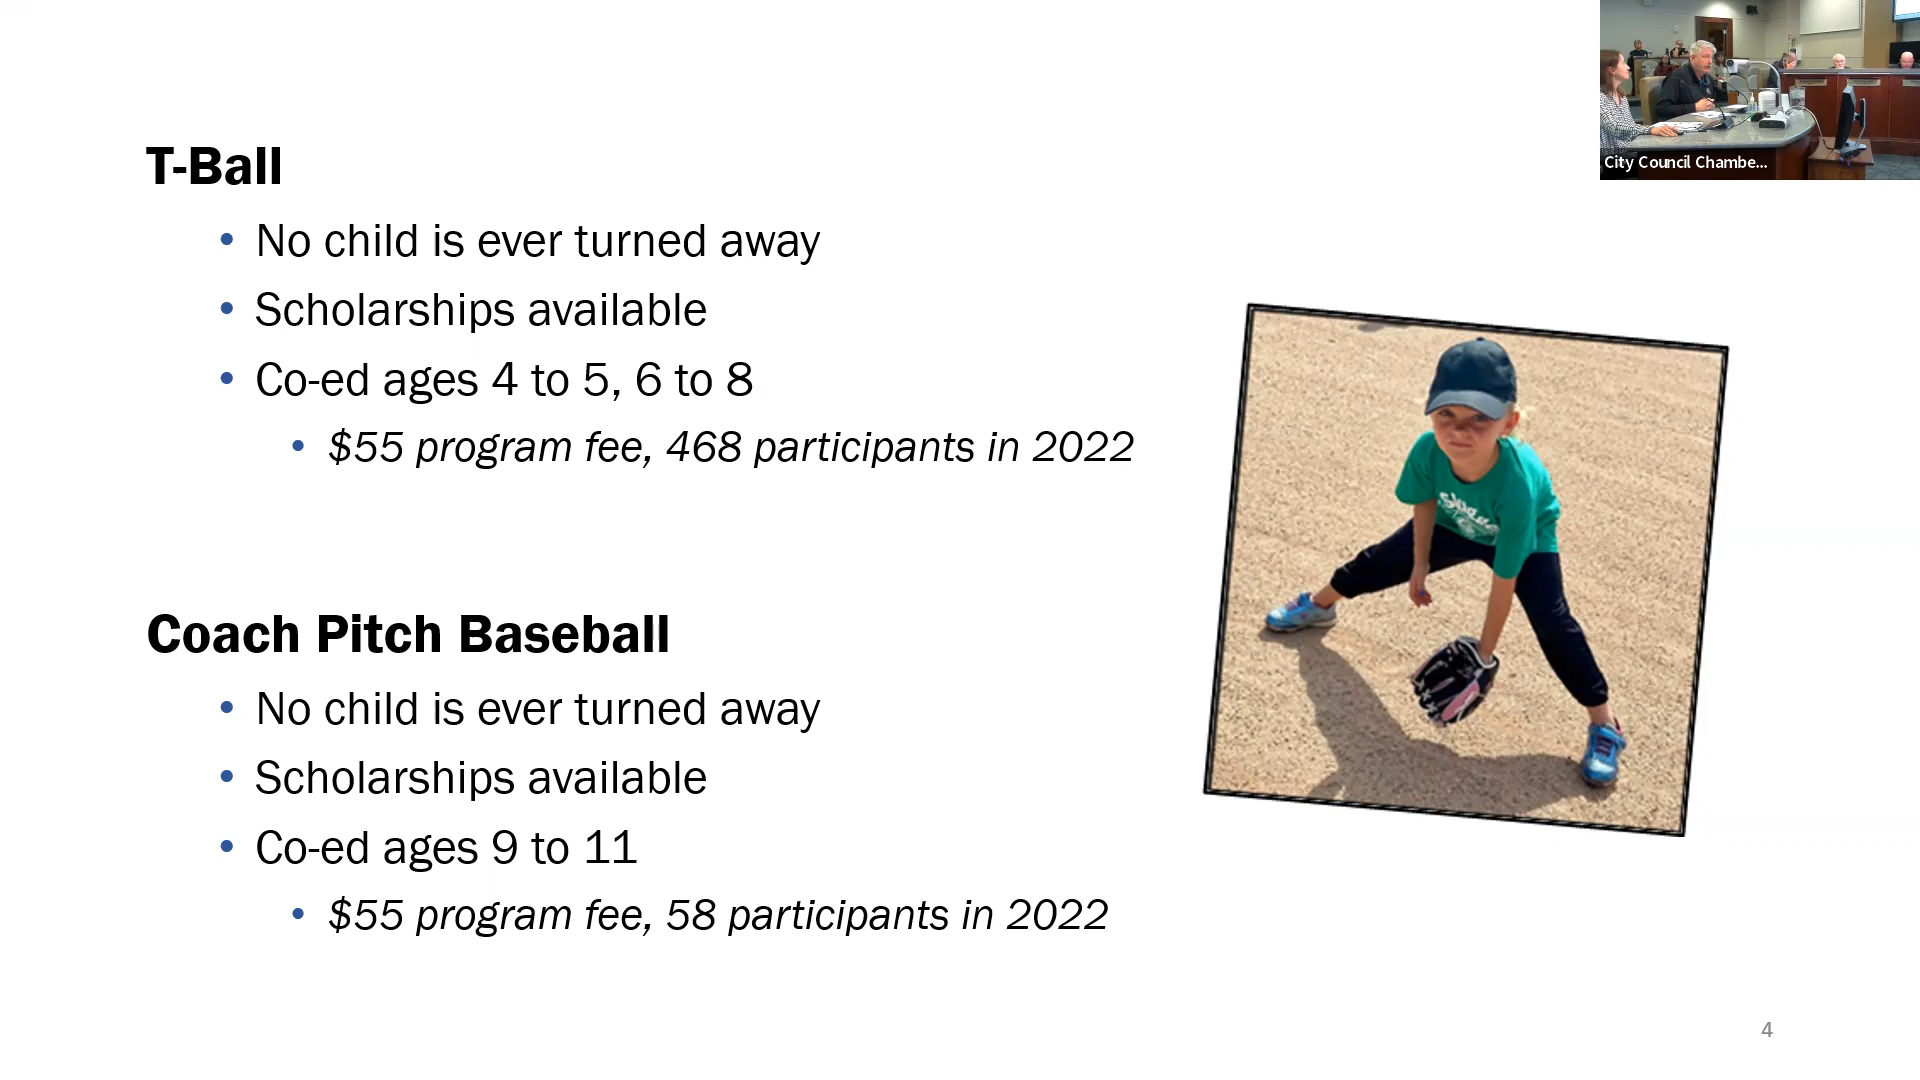 City Council Chambe...
T-Ball
• No child is ever turned away
• Scholarships available
• Co-ed ages 4 to 5, 6 to 8
• $55 program fee, 468 participants in 2022
Coach Pitch Baseball
• No child is ever turned away
• Scholarships available
• Co-ed ages 9 to 11
• $55 program fee, 58 participants in 2022
4